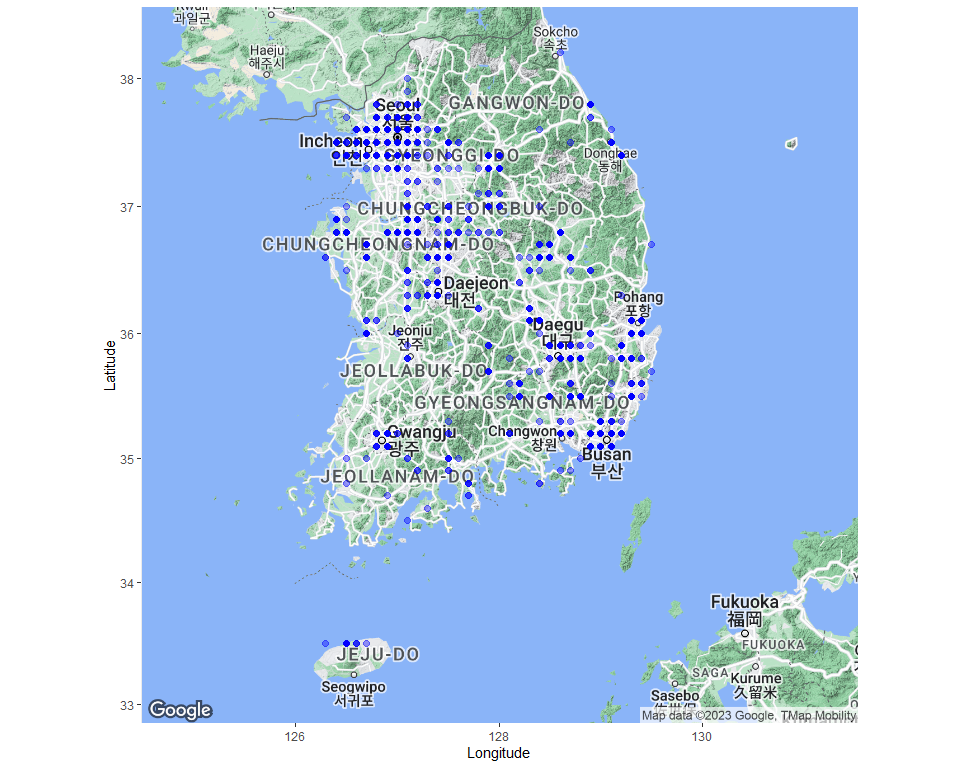 Kwail
과일군
Sokcho
속초
Haeju
해주시
38
Seoul
서울
GANGWON-DO
Incheon
인천
GYEONGGI-DO
Donghae
동해
37
CHUNGCHEONGBUK-DO
CHUNGCHEONGNAM-DO
Daejeon
대전
Pohang
포항
36
Jeonju
전주
Daegu
대구
JEOLLABUK-DO
GYEONGSANGNAM-DO
Gwangju
광주
Changwon
창원
Busan
부산
35
JEOLLANAM-DO
Latitude
34
Fukuoka
福岡
FUKUOKA
JEJU-DO
SAGA
Kurume
久留米
Seogwipo
서귀포
Sasebo
33
Google
Map data ©2023 Google, TMap Mobility
126
128
130
Longitude